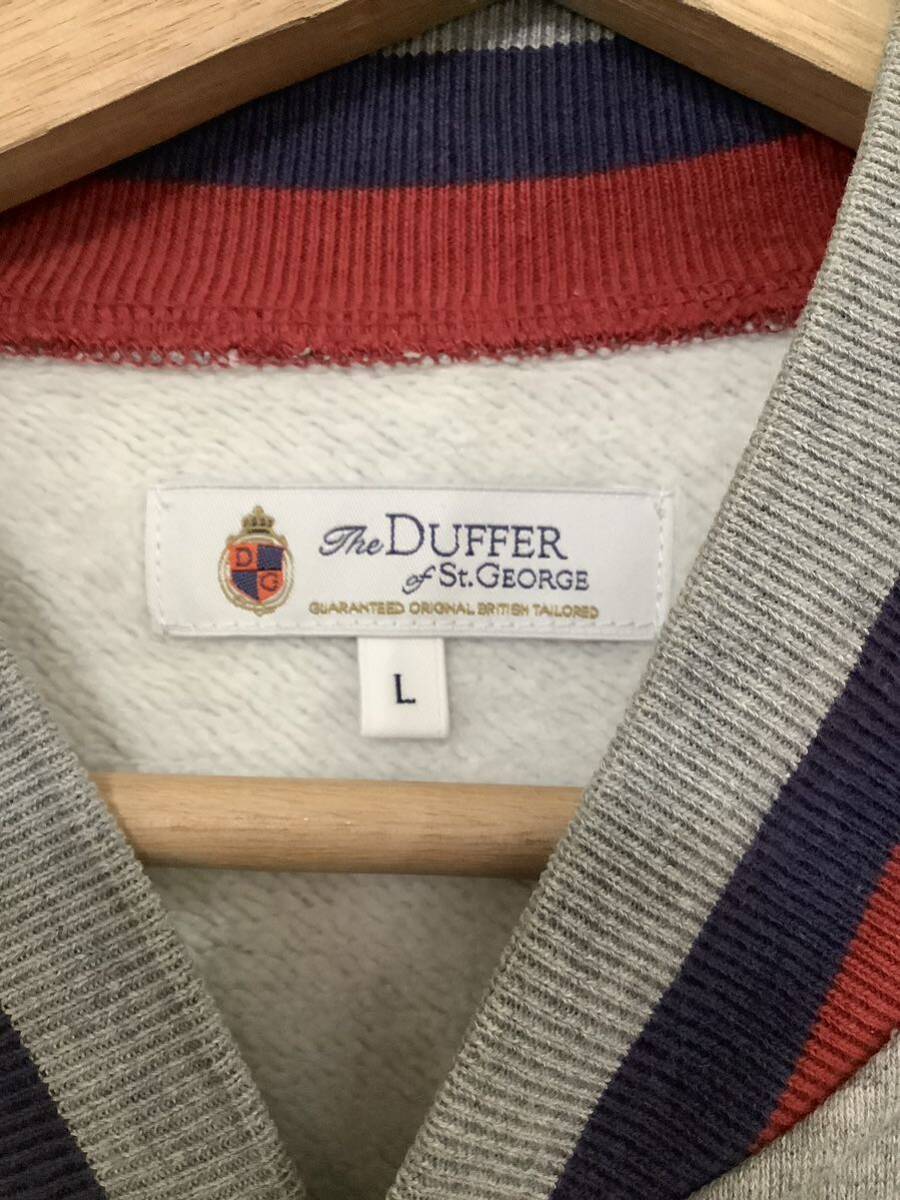 D
G
The DUFFER
of St. GEORGE
GUARANTEED ORIGINAL BRITISH TAILORED
L